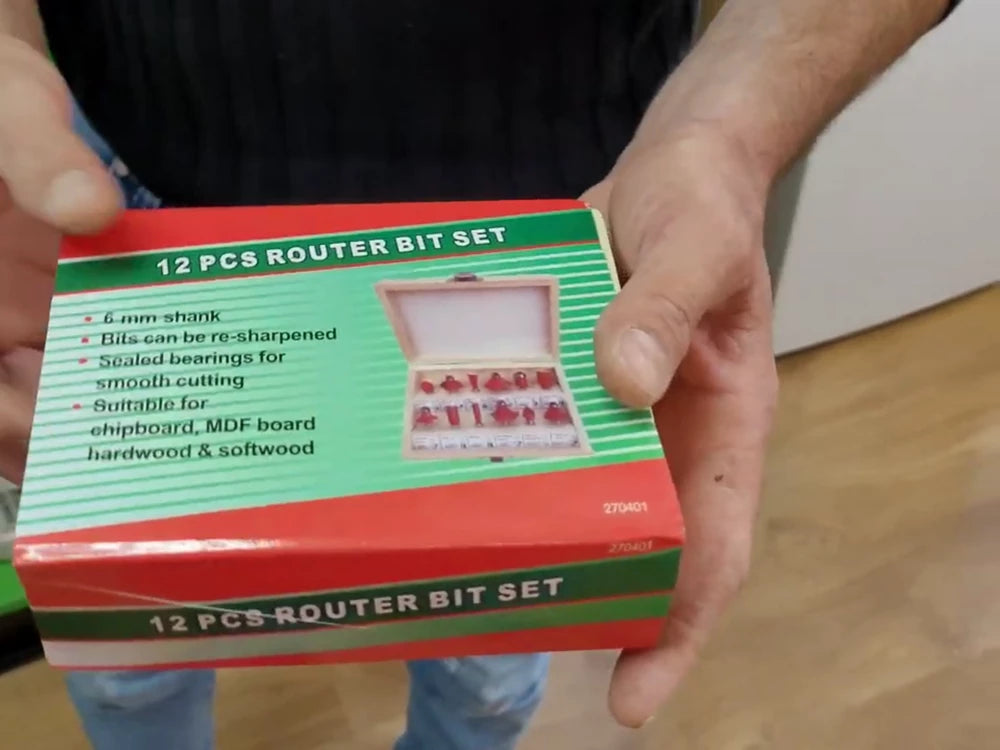 12 PCS ROUTER BIT SET
• 6 mm shank
• Bits can be re-sharpened
• Sealed bearings for
smooth cutting
• Suitable for
chipboard, MDF board
hardwood & softwood
270401
270401
12 PCS ROUTER BIT SET